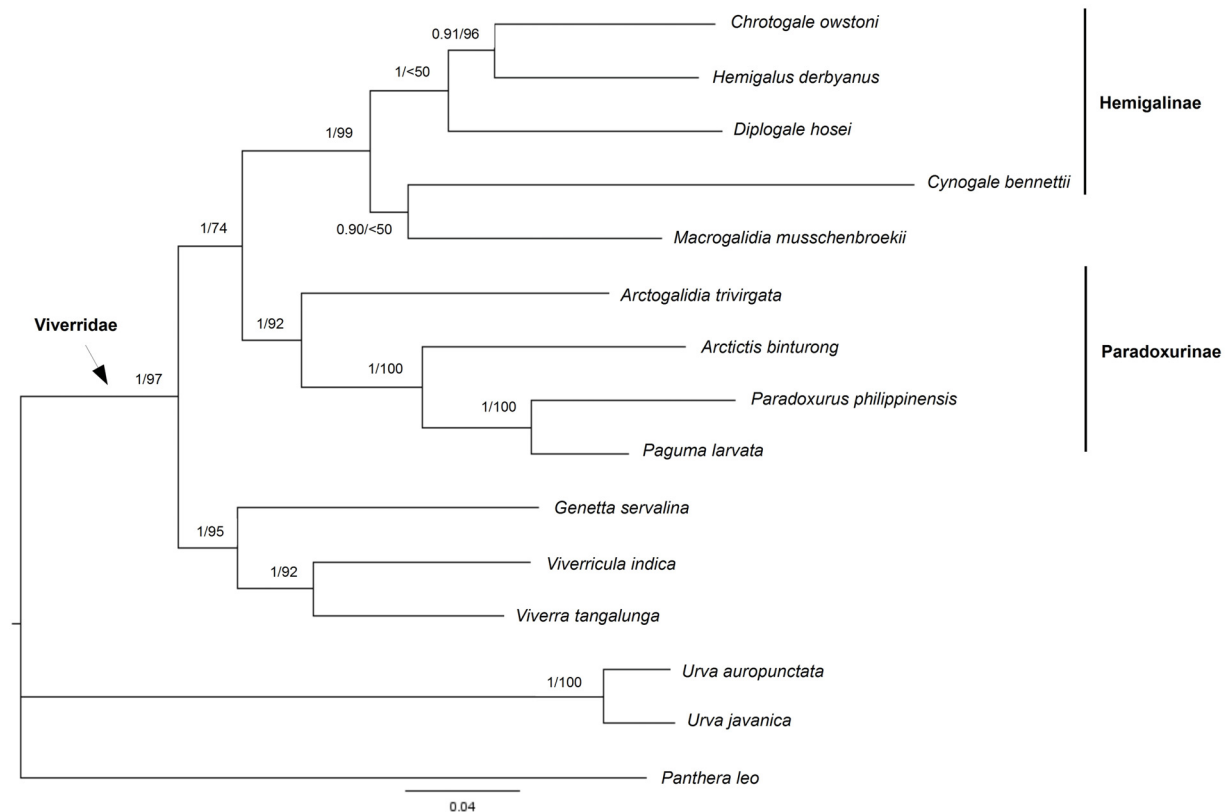 Chrotogale owstoni
0.91/96
1/<50
Hemigalus derbyanus
Hemigalinae
1/99
Diplogale hosei
Cynogale bennettii
1/74
0.90/<50
Macrogalidia musschenbroekii
Arctogalidia trivirgata
Viverridae
1/92
Arctictis binturong
Paradoxurinae
1/97
1/100
Paradoxurus philippinensis
1/100
Paguma larvata
Genetta servalina
1/95
Viverricula indica
1/92
Viverra tangalunga
Urva auropunctata
1/100
Urva javanica
Panthera leo
0.04